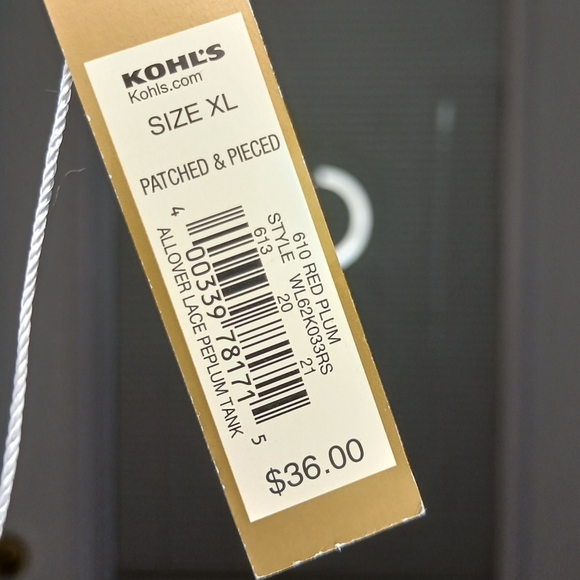 KOHL'S
Kohls.com
SIZE XL
PATCHED & PIECED
610 RED PLUM
STYLE WL62K033RS
613 20 21
4 00339 78171 5
ALLOVER LACE PEPLUM TANK
$36.00